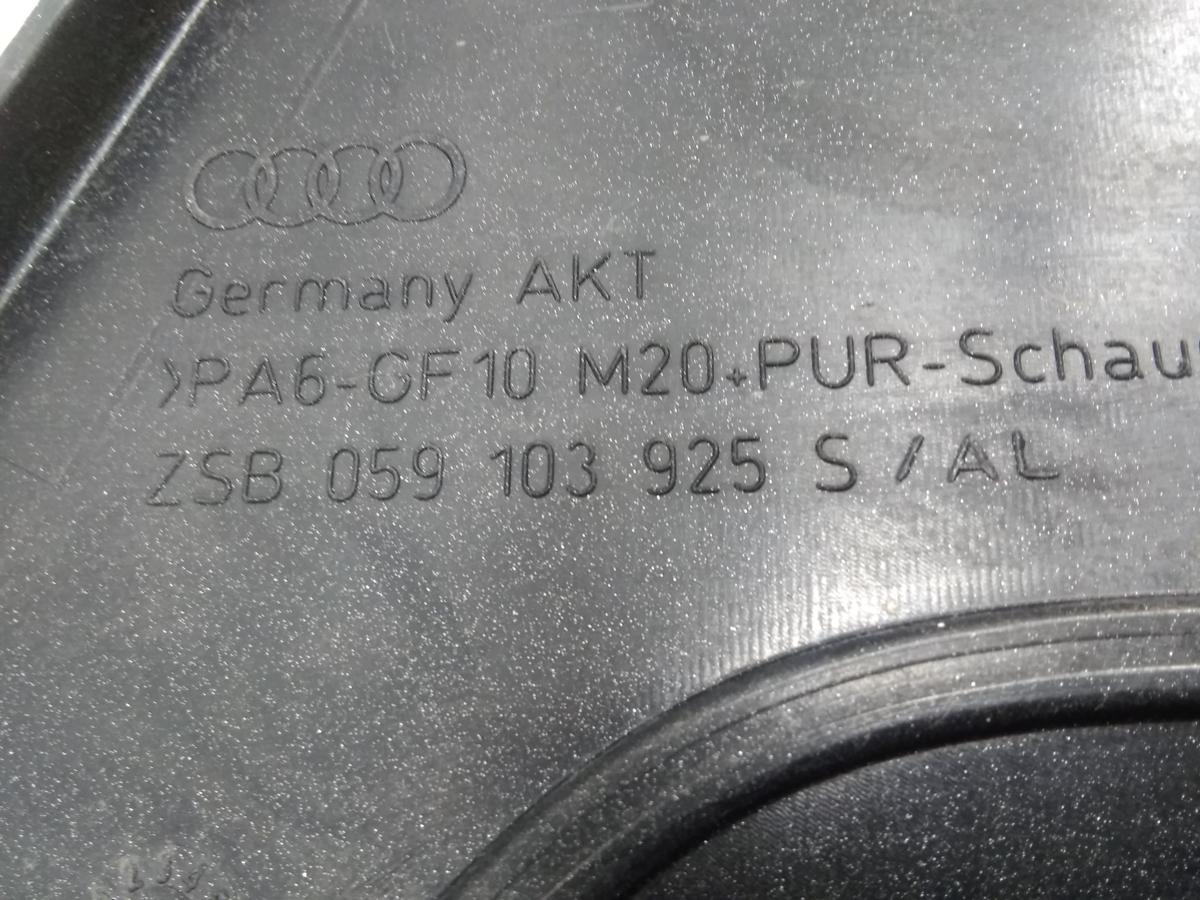 Germany AKT
>PA6-GF10 M20+PUR-Schau
ZSB 059 103 925 S / AL